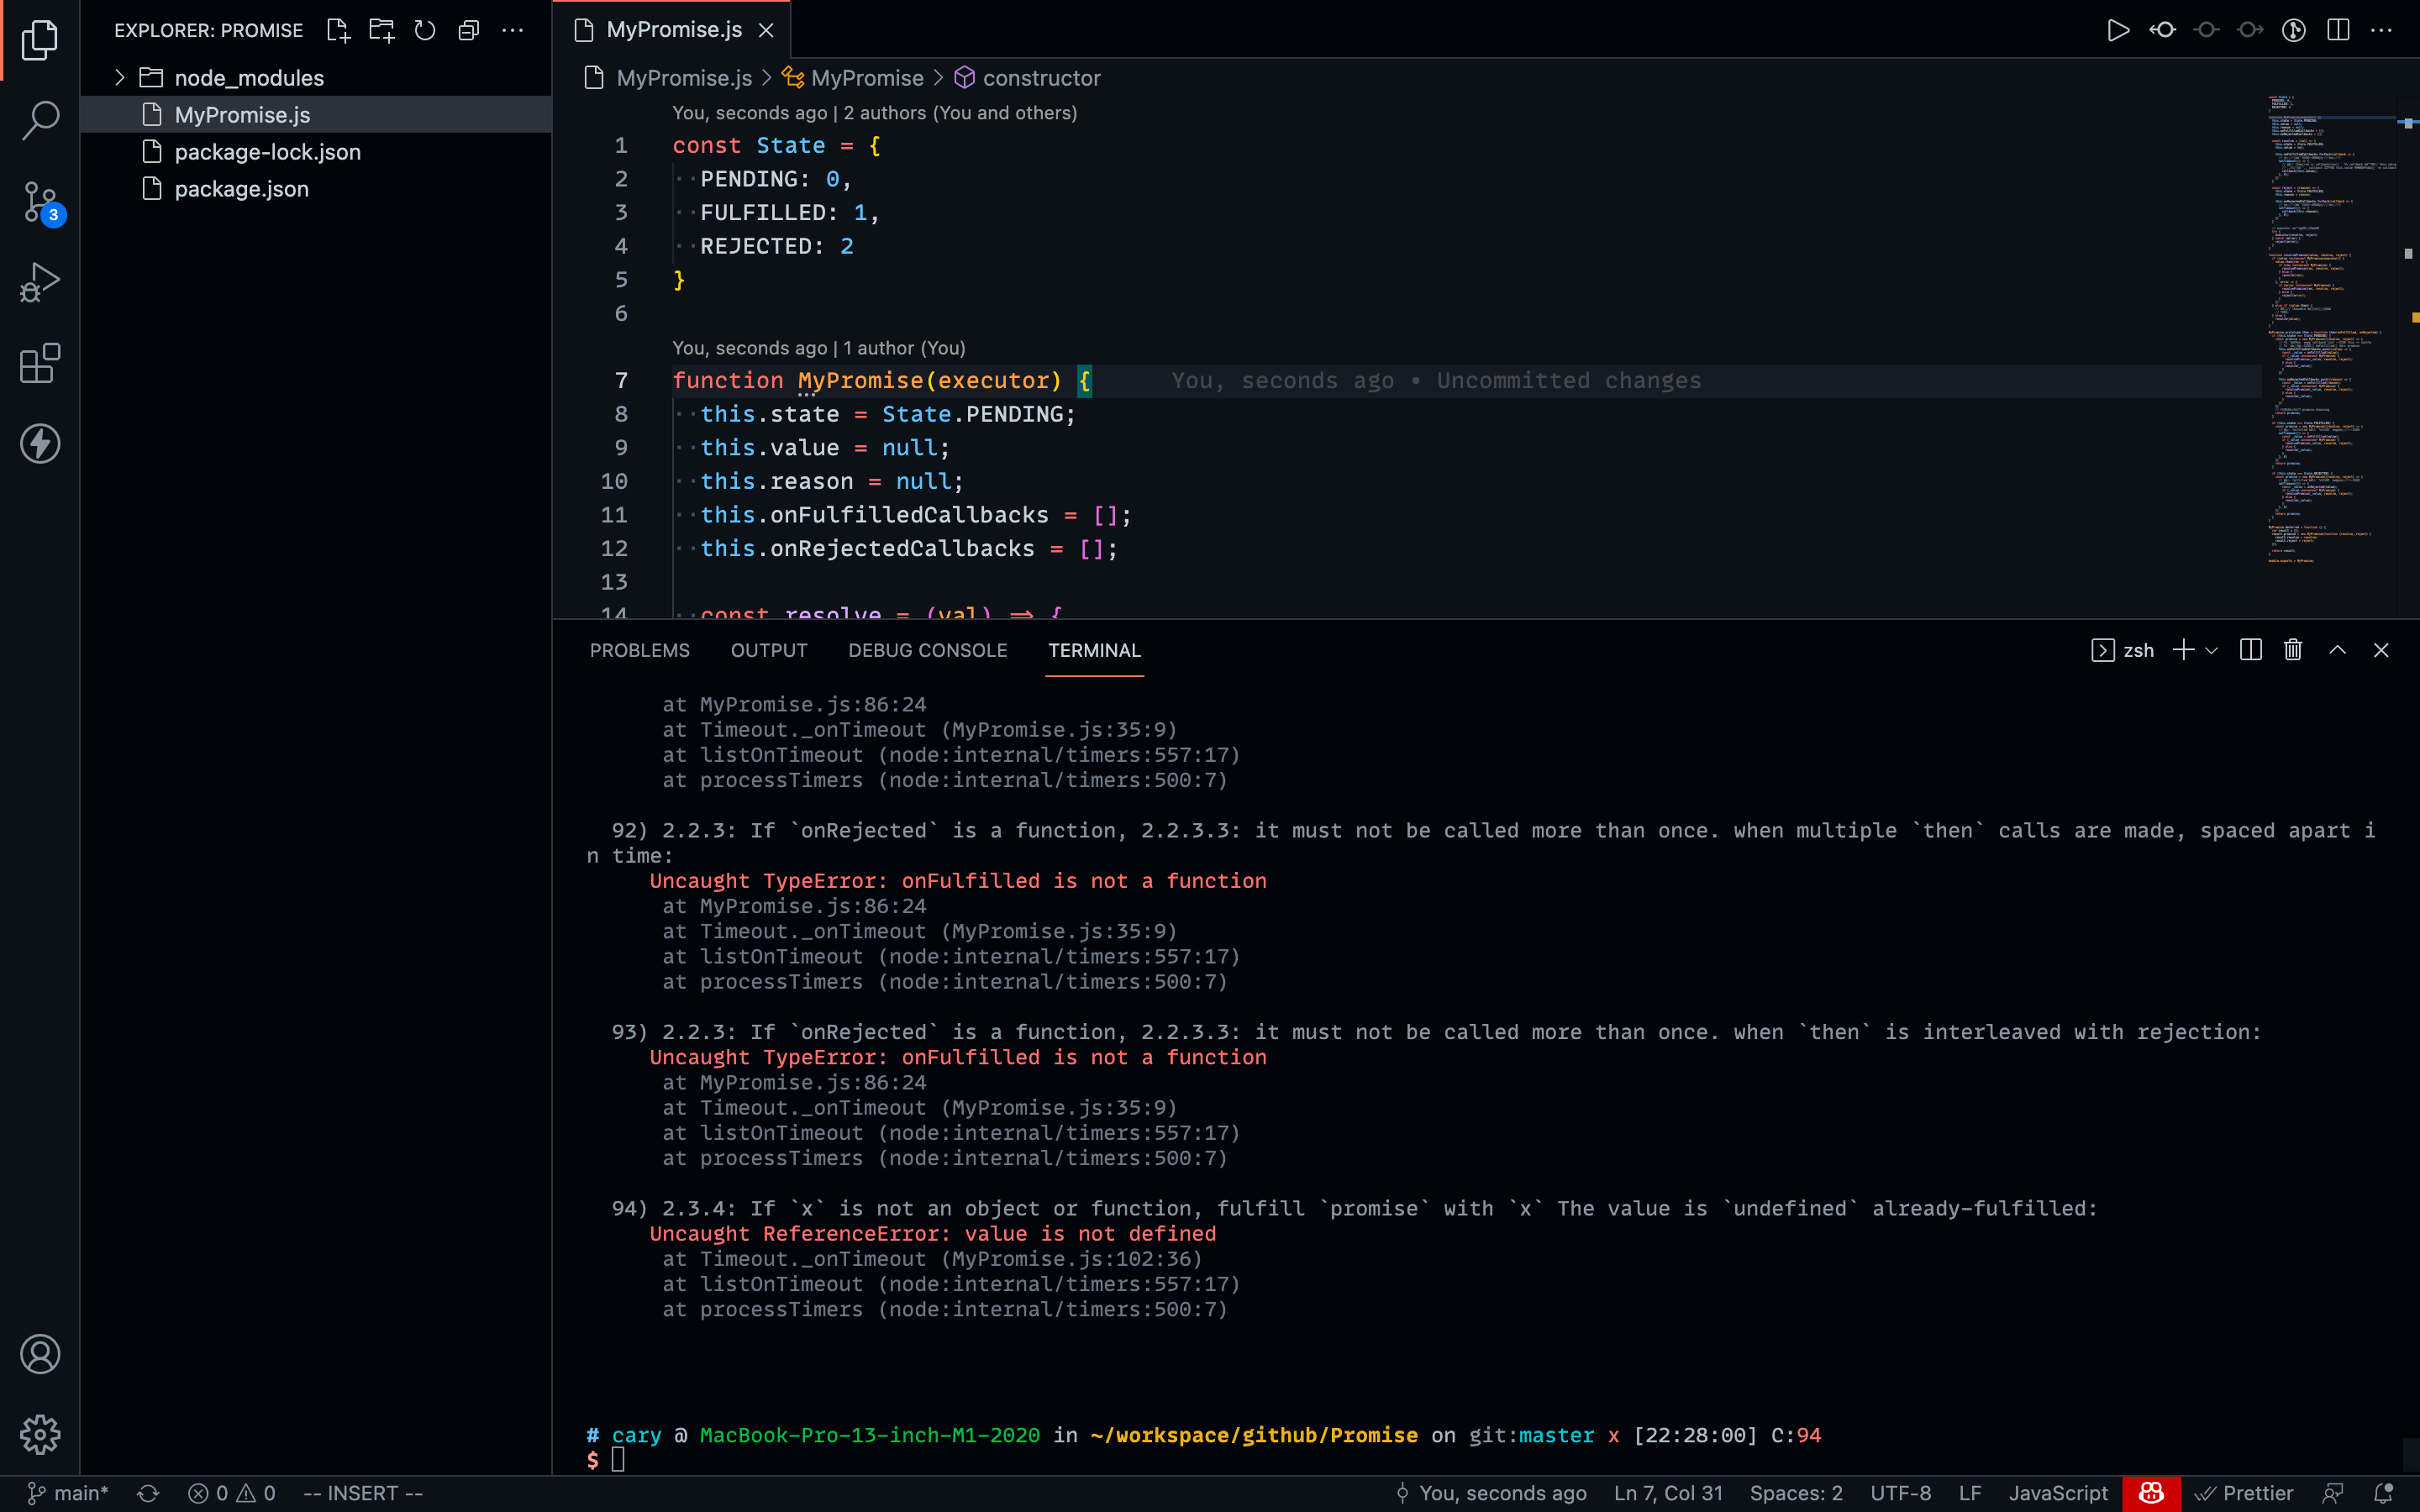 EXPLORER: PROMISE
node_modules
MyPromise.js
package-lock.json
package.json
3
MyPromise.js
MyPromise.js > MyPromise > constructor
You, seconds ago | 2 authors (You and others)
1 const State = {
2 ··PENDING: 0,
3 ··FULFILLED: 1,
4 ··REJECTED: 2
5 }
6
You, seconds ago | 1 author (You)
7 function MyPromise(executor) { You, seconds ago • Uncommitted changes
8 ··this.state = State.PENDING;
9 ··this.value = null;
10 ··this.reason = null;
11 ··this.onFulfilledCallbacks = [];
12 ··this.onRejectedCallbacks = [];
13
14 ··const resolve = (val) => {
PROBLEMS OUTPUT DEBUG CONSOLE TERMINAL zsh
at MyPromise.js:86:24
at Timeout._onTimeout (MyPromise.js:35:9)
at listOnTimeout (node:internal/timers:557:17)
at processTimers (node:internal/timers:500:7)
92) 2.2.3: If `onRejected` is a function, 2.2.3.3: it must not be called more than once. when multiple `then` calls are made, spaced apart i
n time:
Uncaught TypeError: onFulfilled is not a function
at MyPromise.js:86:24
at Timeout._onTimeout (MyPromise.js:35:9)
at listOnTimeout (node:internal/timers:557:17)
at processTimers (node:internal/timers:500:7)
93) 2.2.3: If `onRejected` is a function, 2.2.3.3: it must not be called more than once. when `then` is interleaved with rejection:
Uncaught TypeError: onFulfilled is not a function
at MyPromise.js:86:24
at Timeout._onTimeout (MyPromise.js:35:9)
at listOnTimeout (node:internal/timers:557:17)
at processTimers (node:internal/timers:500:7)
94) 2.3.4: If `x` is not an object or function, fulfill `promise` with `x` The value is `undefined` already-fulfilled:
Uncaught ReferenceError: value is not defined
at Timeout._onTimeout (MyPromise.js:102:36)
at listOnTimeout (node:internal/timers:557:17)
at processTimers (node:internal/timers:500:7)
# cary @ MacBook-Pro-13-inch-M1-2020 in ~/workspace/github/Promise on git:master x [22:28:00] C:94
$
main* 0 0 -- INSERT -- You, seconds ago Ln 7, Col 31 Spaces: 2 UTF-8 LF JavaScript Prettier